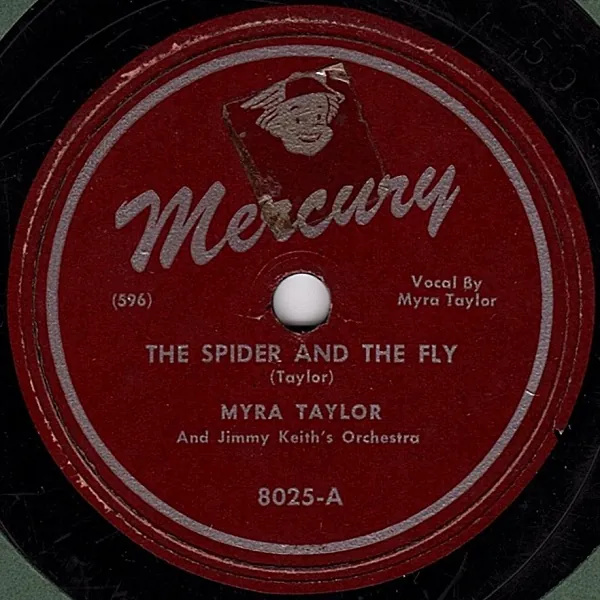 Mercury
(596)
Vocal By
Myra Taylor
THE SPIDER AND THE FLY
(Taylor)
MYRA TAYLOR
And Jimmy Keith's Orchestra
8025-A